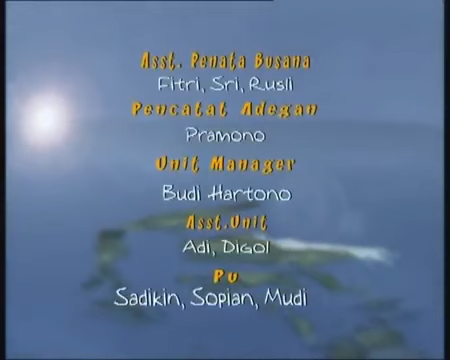 Asst. Penata Busana
Fitri, Sri, Rusli
Pencatat Adegan
Pramono
Unit Manager
Budi Hartono
Asst.Unit
Adi, Digol
Pu
Sadikin, Sopian, Mudi